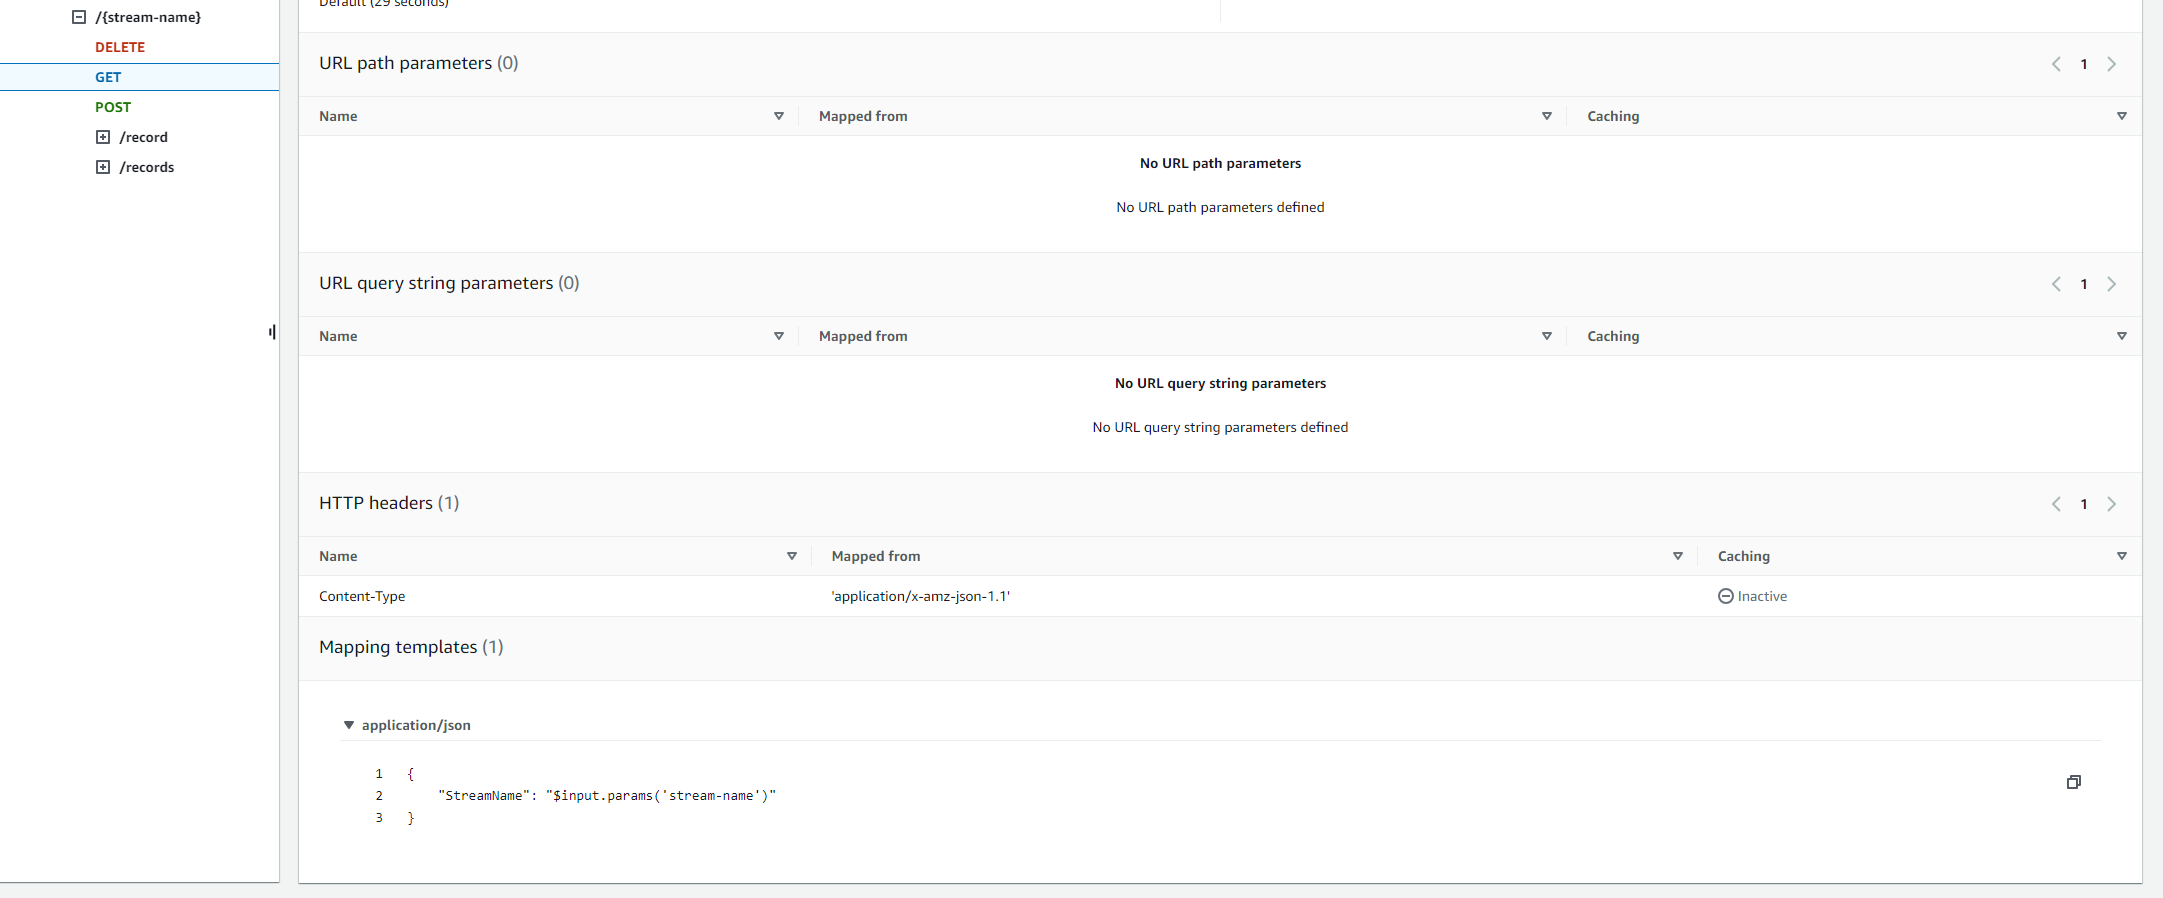 /{stream-name}
DELETE
GET
POST
/record
/records
Default (29 seconds)
URL path parameters (0)
1
Name
Mapped from
Caching
No URL path parameters
No URL path parameters defined
URL query string parameters (0)
1
Name
Mapped from
Caching
No URL query string parameters
No URL query string parameters defined
HTTP headers (1)
1
Name
Mapped from
Caching
Content-Type
'application/x-amz-json-1.1'
Inactive
Mapping templates (1)
application/json
1 {
2 "StreamName": "$input.params('stream-name')"
3 }